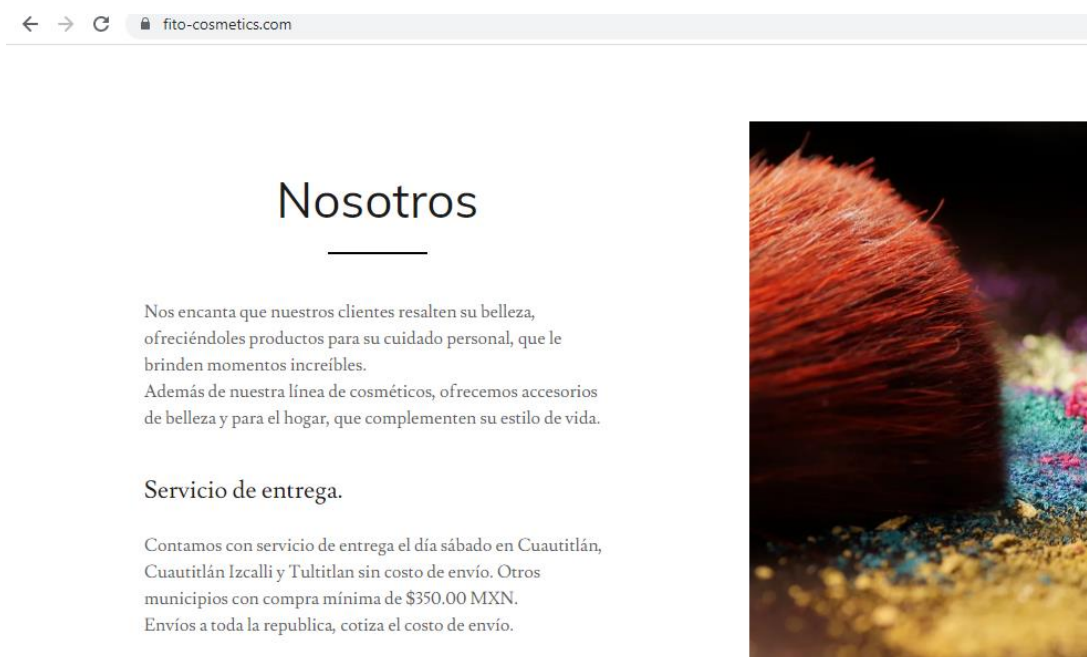 fito-cosmetics.com
Nosotros
Nos encanta que nuestros clientes resalten su belleza,
ofreciéndoles productos para su cuidado personal, que le
brinden momentos increíbles.
Además de nuestra línea de cosméticos, ofrecemos accesorios
de belleza y para el hogar, que complementen su estilo de vida.
Servicio de entrega.
Contamos con servicio de entrega el día sábado en Cuautitlán,
Cuautitlán Izcalli y Tultitlan sin costo de envío. Otros
municipios con compra mínima de $350.00 MXN.
Envíos a toda la republica, cotiza el costo de envío.